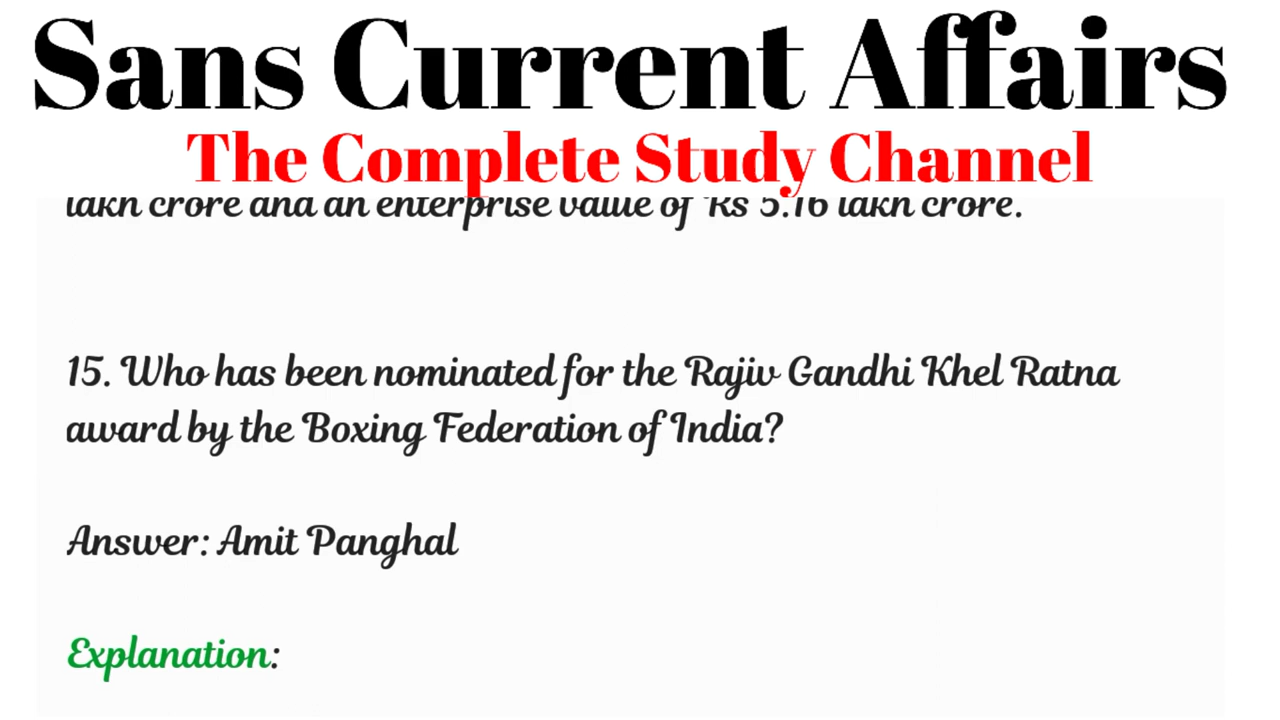 Sans Current Affairs
The Complete Study Channel
lakh crore and an enterprise value of Rs 5.16 lakh crore.
15. Who has been nominated for the Rajiv Gandhi Khel Ratna
award by the Boxing Federation of India?
Answer: Amit Panghal
Explanation: